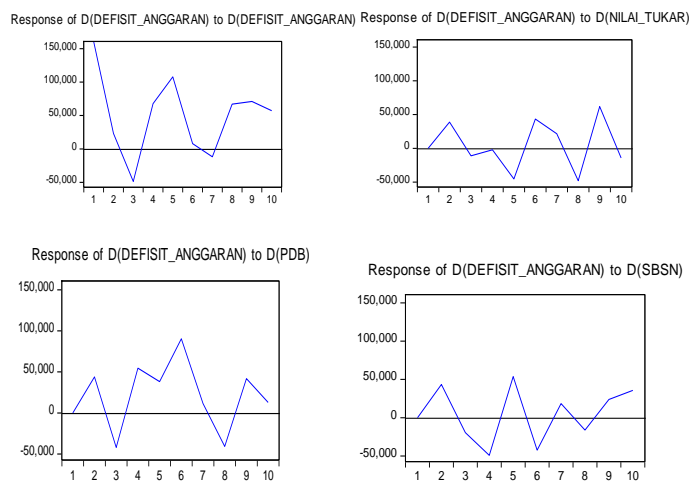 Response of D(DEFISIT_ANGGARAN) to D(DEFISIT_ANGGARAN)
150,000
100,000
50,000
0
-50,000
1 2 3 4 5 6 7 8 9 10
Response of D(DEFISIT_ANGGARAN) to D(NILAI_TUKAR)
150,000
100,000
50,000
0
-50,000
1 2 3 4 5 6 7 8 9 10
Response of D(DEFISIT_ANGGARAN) to D(PDB)
150,000
100,000
50,000
0
-50,000
1 2 3 4 5 6 7 8 9 10
Response of D(DEFISIT_ANGGARAN) to D(SBSN)
150,000
100,000
50,000
0
-50,000
1 2 3 4 5 6 7 8 9 10